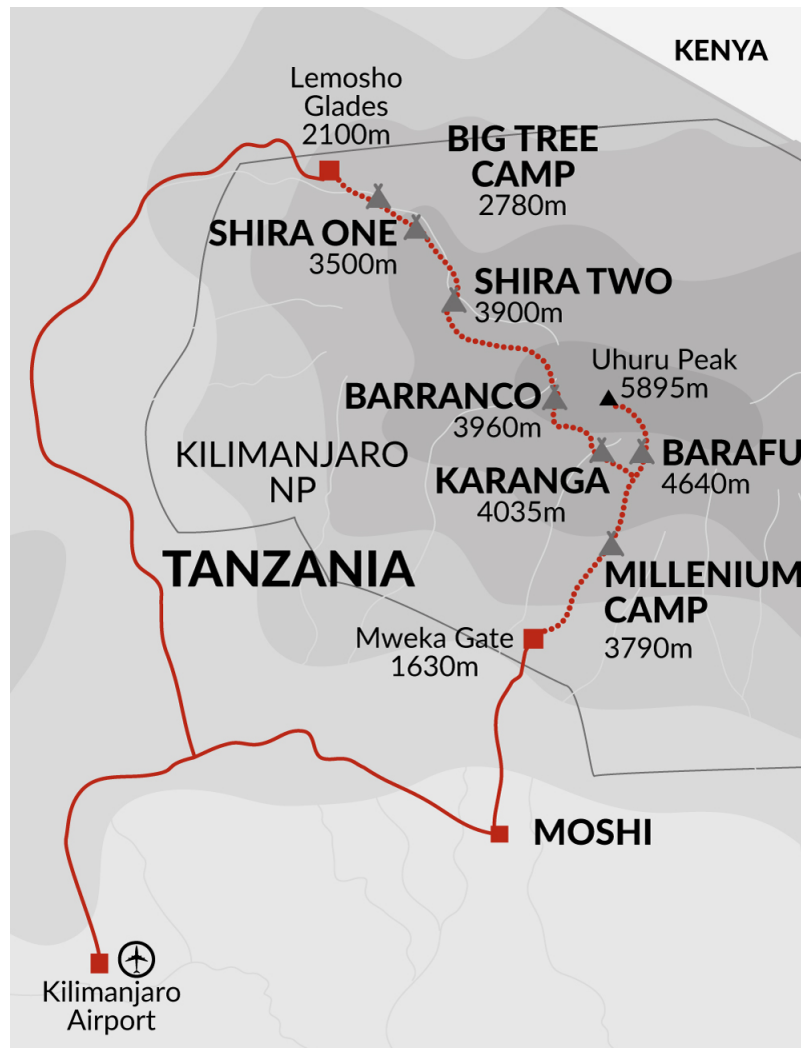 KENYA
Lemosho
Glades
2100m
BIG TREE
CAMP
2780m
SHIRA ONE
3500m
SHIRA TWO
3900m
Uhuru Peak
5895m
BARRANCO
3960m
KILIMANJARO
NP
KARANGA
4035m
BARAFU
4640m
TANZANIA
MILLENIUM
CAMP
3790m
Mweka Gate
1630m
MOSHI
Kilimanjaro
Airport